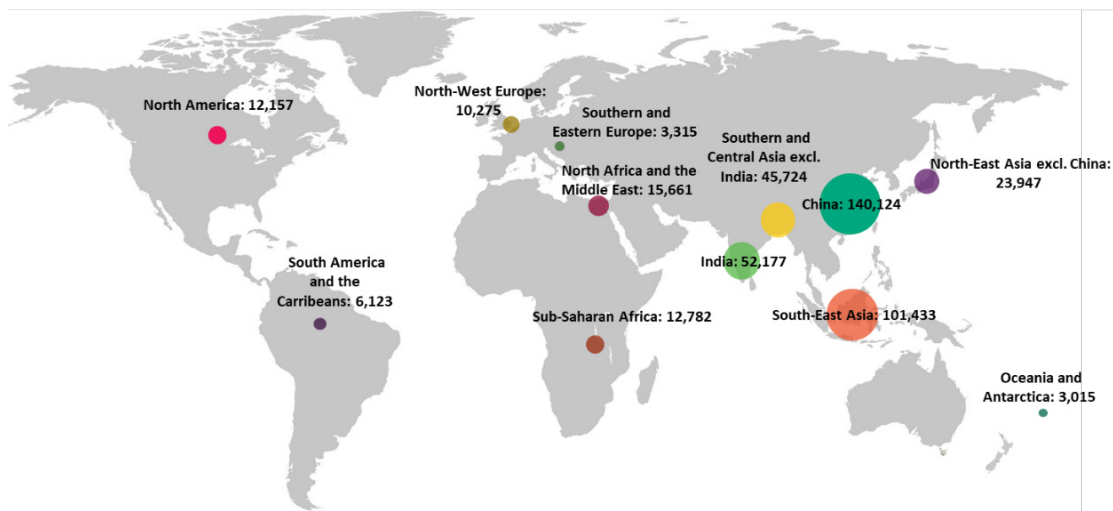 North America: 12,157
North-West Europe:
10,275
Southern and
Eastern Europe: 3,315
Southern and
Central Asia excl.
India: 45,724
North-East Asia excl. China:
23,947
North Africa and the
Middle East: 15,661
China: 140,124
India: 52,177
South America
and the
Carribeans: 6,123
Sub-Saharan Africa: 12,782
South-East Asia: 101,433
Oceania and
Antarctica: 3,015